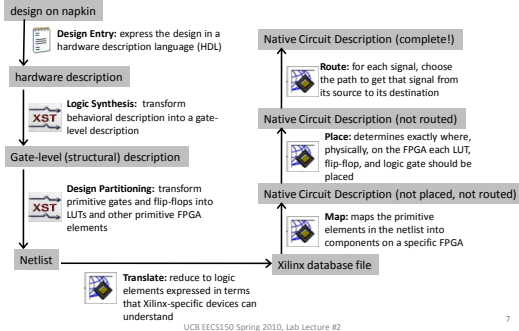 design on napkin
Design Entry: express the design in a
hardware description language (HDL)
hardware description
XST
Logic Synthesis: transform
behavioral description into a gate-
level description
Gate-level (structural) description
XST
Design Partitioning: transform
primitive gates and flip-flops into
LUTs and other primitive FPGA
elements
Netlist
Translate: reduce to logic
elements expressed in terms
that Xilinx-specific devices can
understand
Xilinx database file
Map: maps the primitive
elements in the netlist into
components on a specific FPGA
Native Circuit Description (not placed, not routed)
Place: determines exactly where,
physically, on the FPGA each LUT,
flip-flop, and logic gate should be
placed
Native Circuit Description (not routed)
Route: for each signal, choose
the path to get that signal from
its source to its destination
Native Circuit Description (complete!)
UCB EECS150 Spring 2010, Lab Lecture #2
7